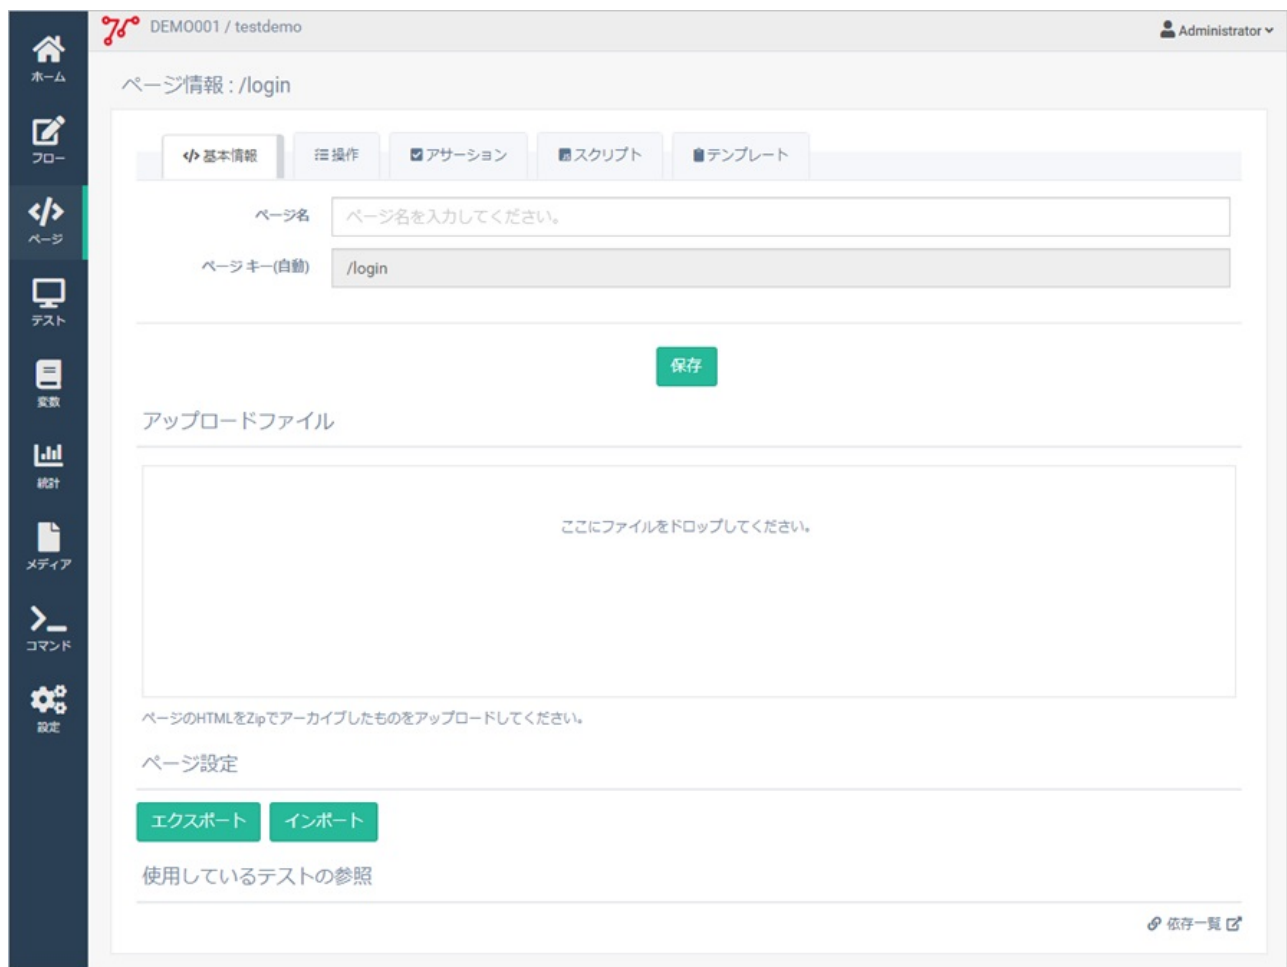 DEMO001 / testdemo
Administrator
ホーム
フロー
ページ
テスト
変数
統計
メディア
コマンド
設定
ページ情報 : /login
基本情報
操作
アサーション
スクリプト
テンプレート
ページ名
ページ名を入力してください。
ページキー(自動)
/login
保存
アップロードファイル
ここにファイルをドロップしてください。
ページのHTMLをZipでアーカイブしたものをアップロードしてください。
ページ設定
エクスポート
インポート
使用しているテストの参照
依存一覧